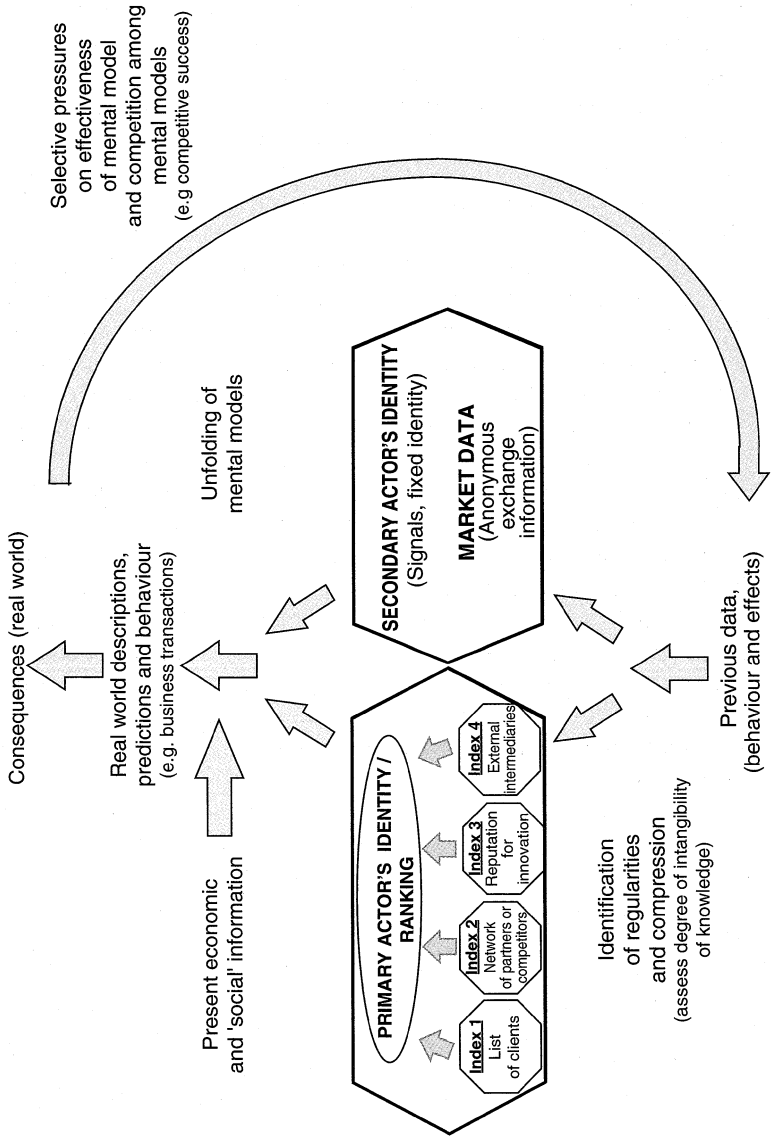 Consequences (real world)
Selective pressures
on effectiveness
of mental model
and competition among
mental models
(e.g competitive success)
Real world descriptions,
predictions and behaviour
(e.g. business transactions)
Present economic
and 'social' information
Unfolding of
mental models
PRIMARY ACTOR'S IDENTITY /
RANKING
Index 1
List
of clients
Index 2
Network
of partners or
competitors
Index 3
Reputation
for
innovation
Index 4
External
intermediaries
SECONDARY ACTOR'S IDENTITY
(Signals, fixed identity)
MARKET DATA
(Anonymous
exchange
information)
Identification
of regularities
and compression
(assess degree of intangibility
of knowledge)
Previous data,
(behaviour and effects)